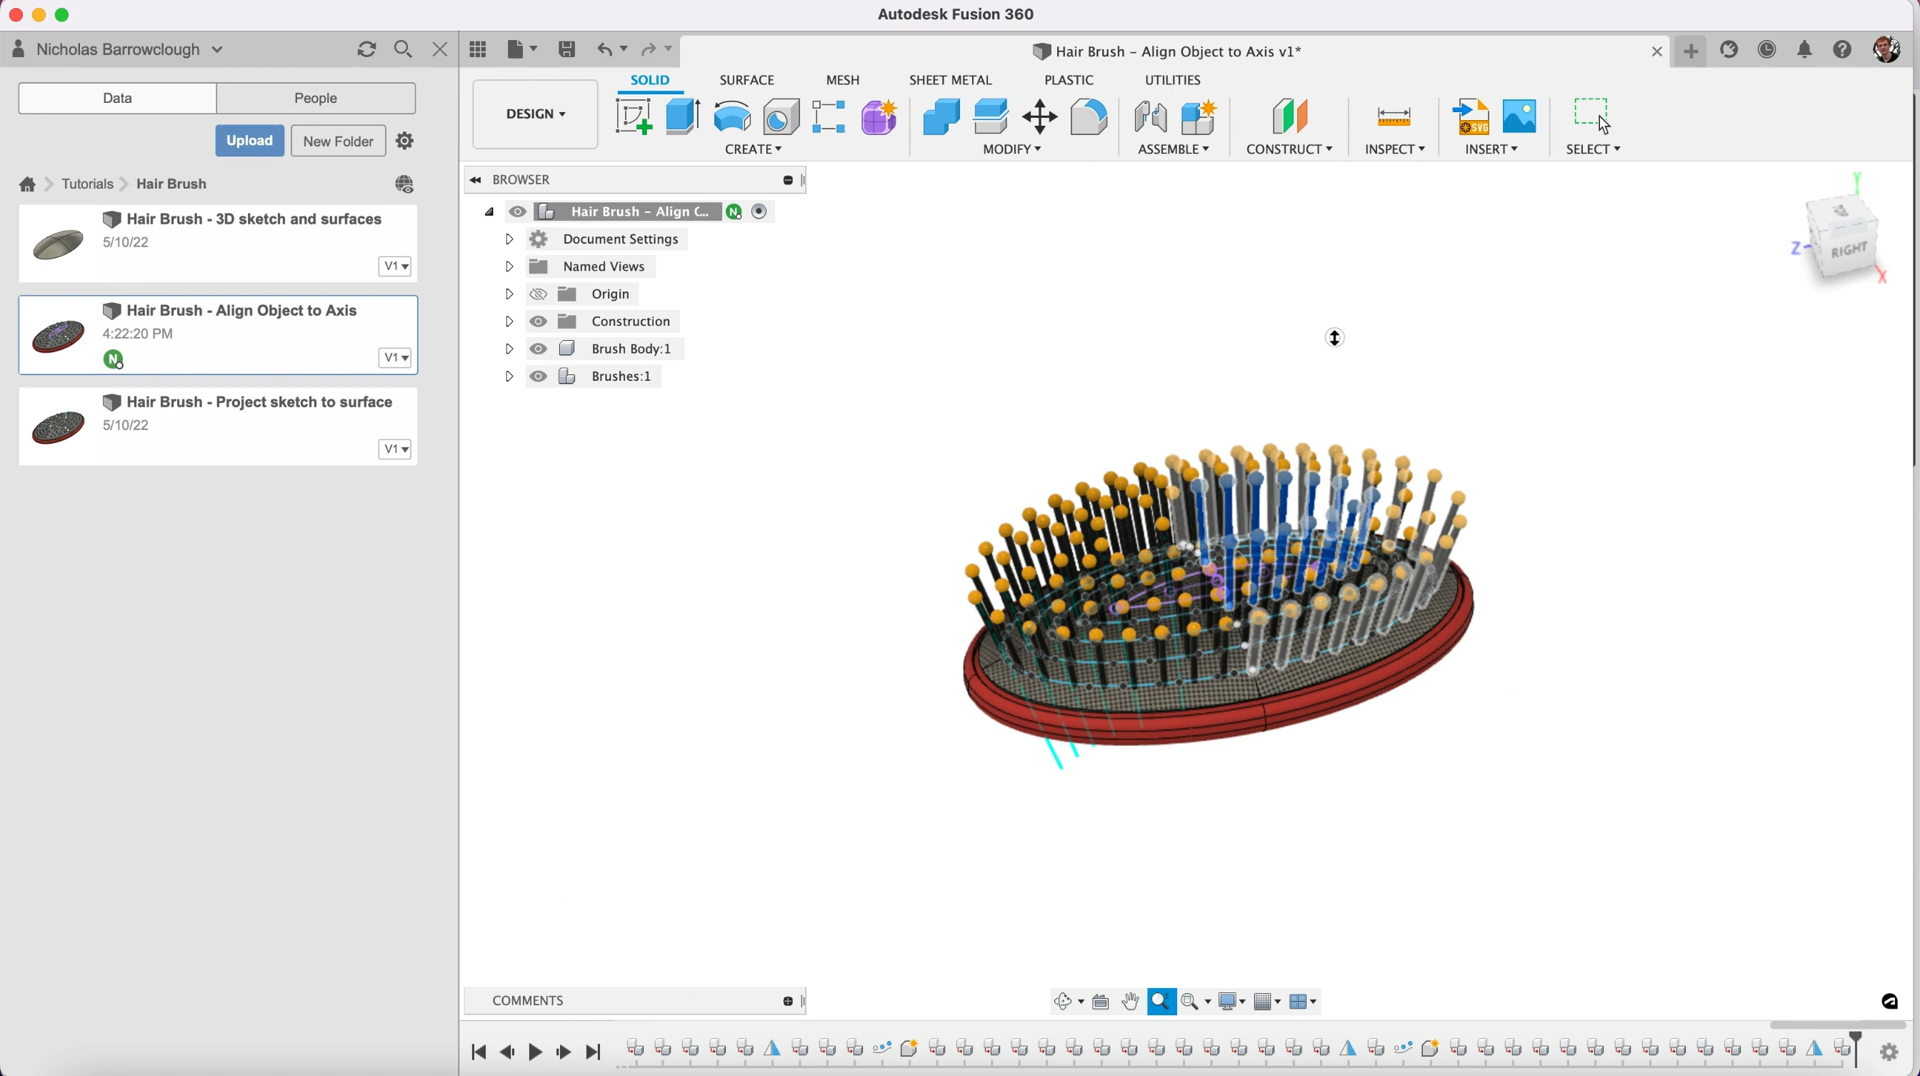 Autodesk Fusion 360
Nicholas Barrowclough
Hair Brush – Align Object to Axis v1*
Data
People
Upload
New Folder
Tutorials
Hair Brush
Hair Brush - 3D sketch and surfaces
5/10/22
V1
Hair Brush - Align Object to Axis
4:22:20 PM
N
V1
Hair Brush - Project sketch to surface
5/10/22
V1
DESIGN
SOLID
SURFACE
MESH
SHEET METAL
PLASTIC
UTILITIES
SVG
CREATE
MODIFY
ASSEMBLE
CONSTRUCT
INSPECT
INSERT
SELECT
BROWSER
Hair Brush – Align C... N
Document Settings
Named Views
Origin
Construction
Brush Body:1
Brushes:1
Y
TOP
Z
RIGHT
X
COMMENTS